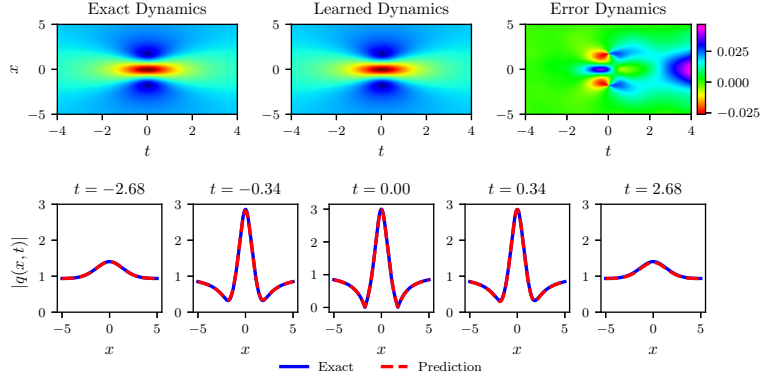 Exact Dynamics Learned Dynamics Error Dynamics
5 5 5
0 0 0
−5 −5 −5
−4 −2 0 2 4 −4 −2 0 2 4 −4 −2 0 2 4
x
t t t
0.025
0.000
−0.025
t = −2.68 t = −0.34 t = 0.00 t = 0.34 t = 2.68
3 3 3 3 3
2 2 2 2 2
1 1 1 1 1
0 0 0 0 0
−5 0 5 −5 0 5 −5 0 5 −5 0 5 −5 0 5
|q(x, t)|
x x x x x
Exact Prediction